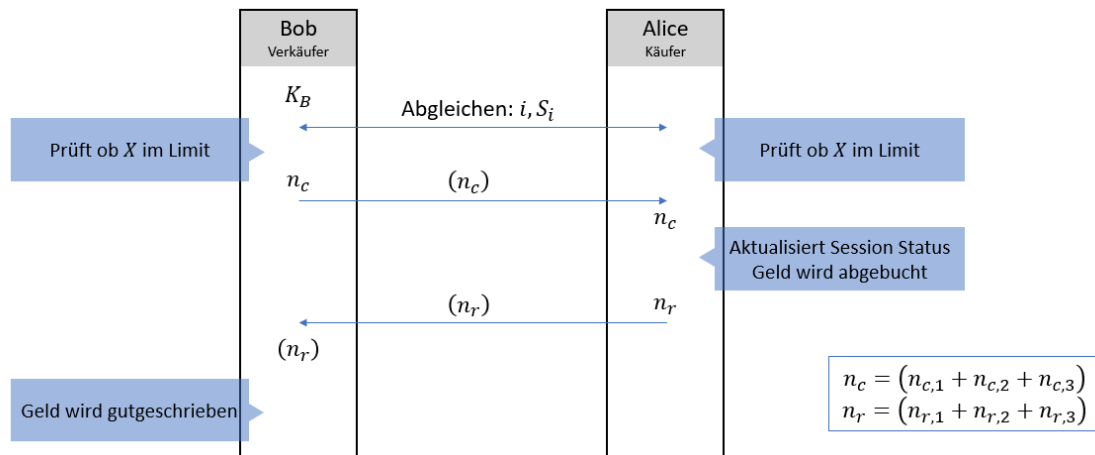 Bob
Verkäufer
Alice
Käufer
K_B
Abgleichen: i, S_i
Prüft ob X im Limit
Prüft ob X im Limit
n_c
(n_c)
n_c
Aktualisiert Session Status
Geld wird abgebucht
(n_r)
n_r
(n_r)
Geld wird gutgeschrieben
n_c = (n_{c,1} + n_{c,2} + n_{c,3})
n_r = (n_{r,1} + n_{r,2} + n_{r,3})